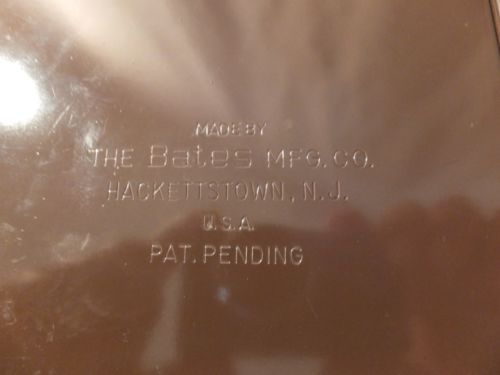 MADE BY
THE Bates MFG. CO.
HACKETTSTOWN, N. J.
U.S.A.
PAT. PENDING